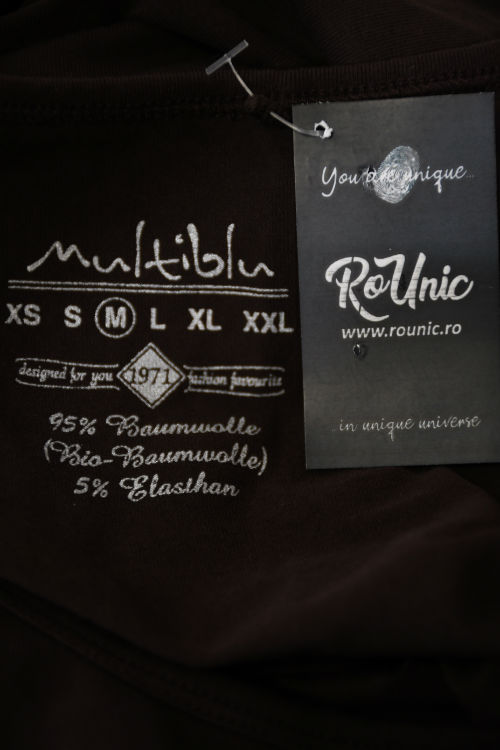 Multiblu
XS S M L XL XXL
designed for you 1971 fashion favourite
95% Baumwolle
(Bio-Baumwolle)
5% Elasthan
You are unique...
RoUnic
www.rounic.ro
...in unique universe